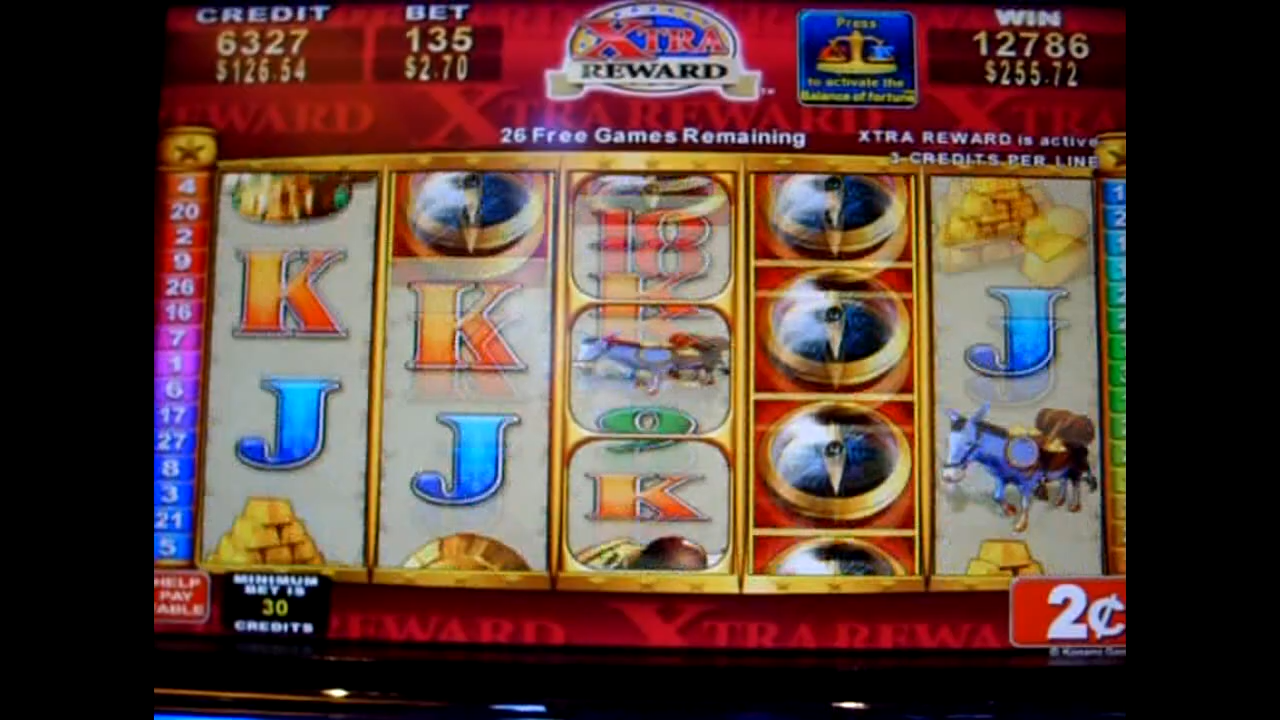 CREDIT
6327
$126.54
BET
135
$2.70
XTRA
REWARD
Press
to activate the
Balance of fortune
WIN
12786
$255.72
26 Free Games Remaining
XTRA REWARD is active
3 CREDITS PER LINE
4
20
2
9
26
16
7
1
6
17
27
8
3
21
5
K
K
K
J
J
J
K
HELP
PAY
TABLE
MINIMUM
BET IS
30
CREDITS
2¢
REWARD
XTRA REWARD